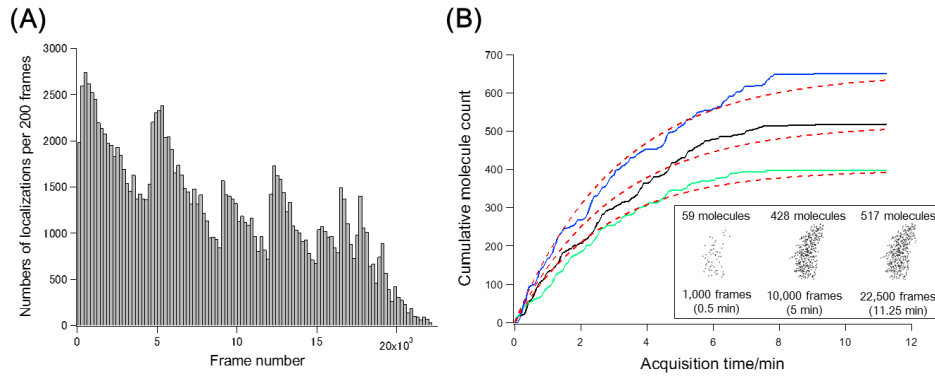 (A)
3000
2500
2000
1500
1000
500
0
Numbers of localizations per 200 frames
0
5
10
15
20x10³
Frame number
(B)
700
600
500
400
300
200
100
0
Cumulative molecule count
59 molecules
428 molecules
517 molecules
1,000 frames
(0.5 min)
10,000 frames
(5 min)
22,500 frames
(11.25 min)
0
2
4
6
8
10
12
Acquisition time/min